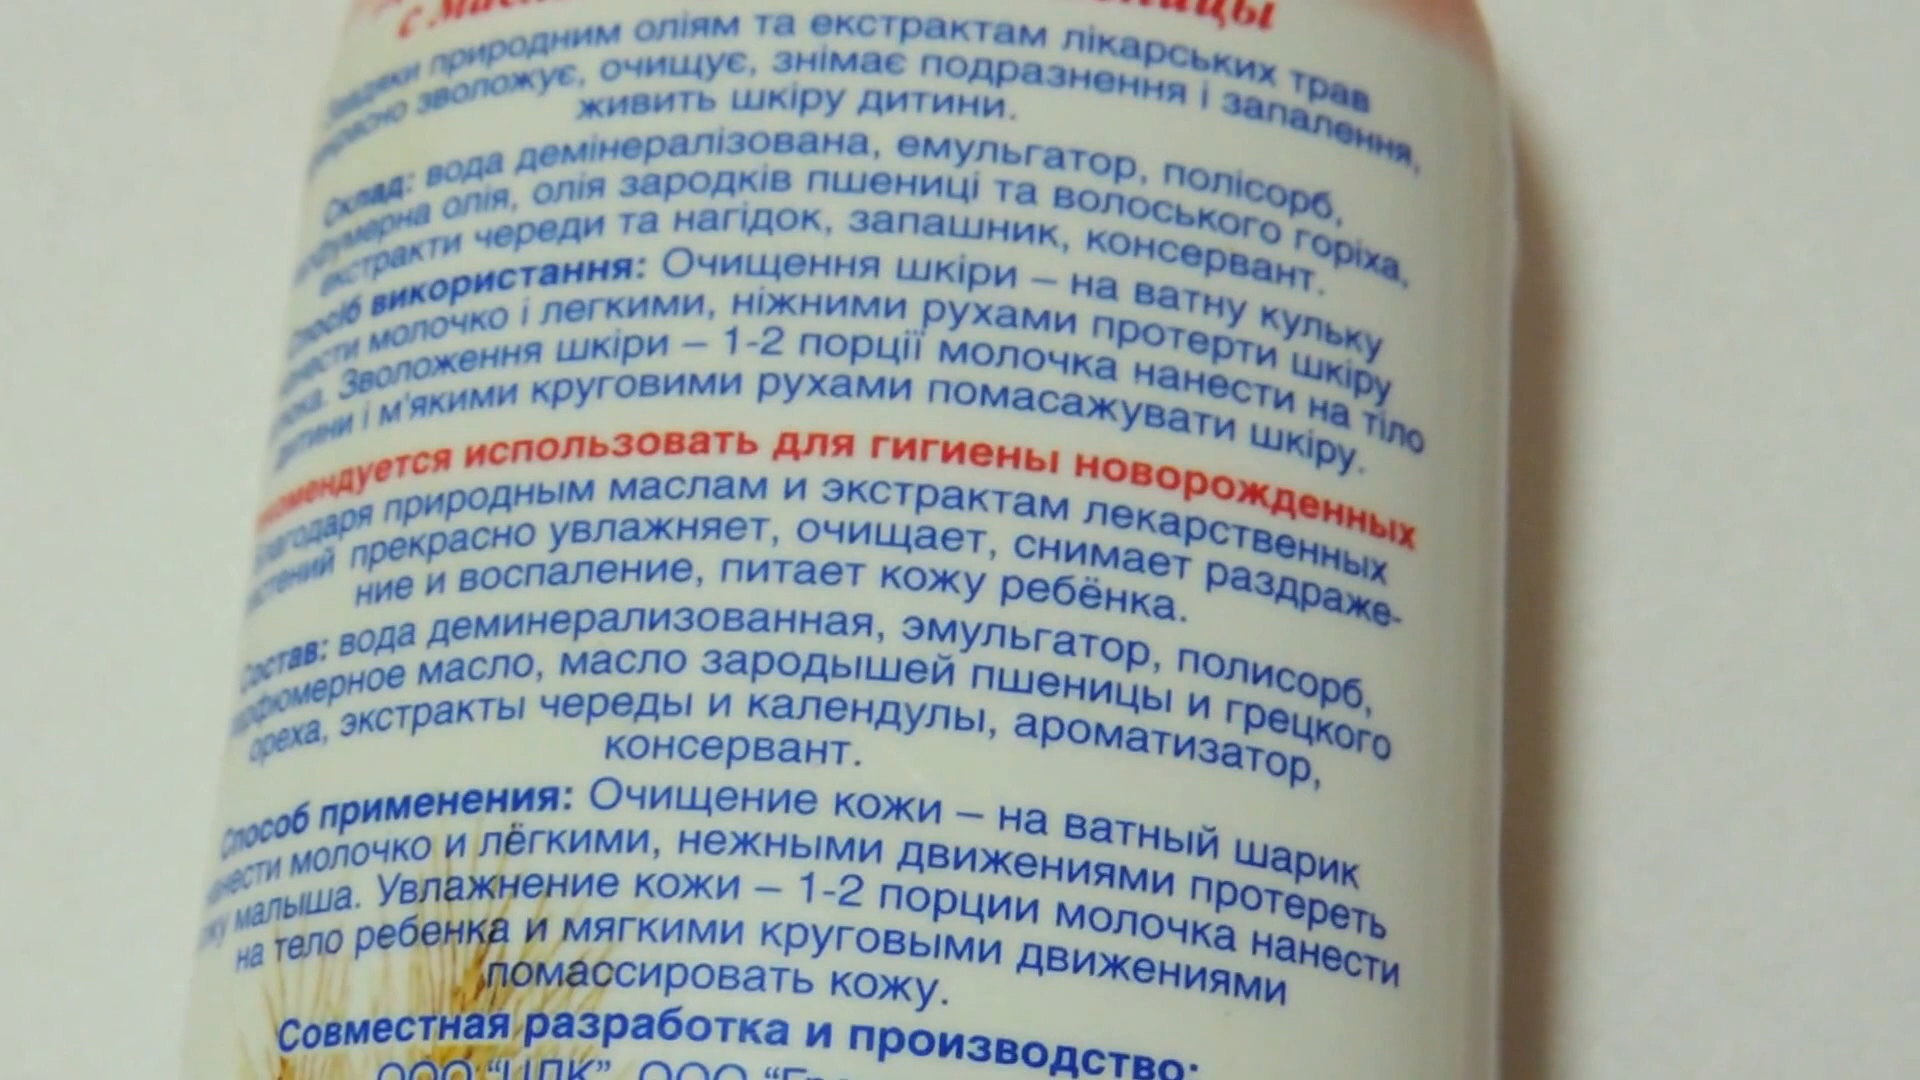 природним оліям та екстрактам лікарських трав
зволожує, очищує, знімає подразнення і запалення,
живить шкіру дитини.
Склад: вода демінералізована, емульгатор, полісорб,
олія, олія зародків пшениці та волоського горіха,
екстракти череди та нагідок, запашник, консервант.
Спосіб використання: Очищення шкіри – на ватну кульку
нанести молочко і легкими, ніжними рухами протерти шкіру
Зволоження шкіри – 1-2 порції молочка нанести на тіло
дитини і м'якими круговими рухами помасажувати шкіру.
использовать для гигиены новорожденных
Благодаря природным маслам и экстрактам лекарственных
прекрасно увлажняет, очищает, снимает раздраже-
ние и воспаление, питает кожу ребёнка.
Состав: вода деминерализованная, эмульгатор, полисорб,
масло, масло зародышей пшеницы и грецкого
ореха, экстракты череды и календулы, ароматизатор,
консервант.
Способ применения: Очищение кожи – на ватный шарик
нанести молочко и лёгкими, нежными движениями протереть
малыша. Увлажнение кожи – 1-2 порции молочка нанести
на тело ребенка и мягкими круговыми движениями
помассировать кожу.
Совместная разработка и производство:
ООО "ЦДК", ООО